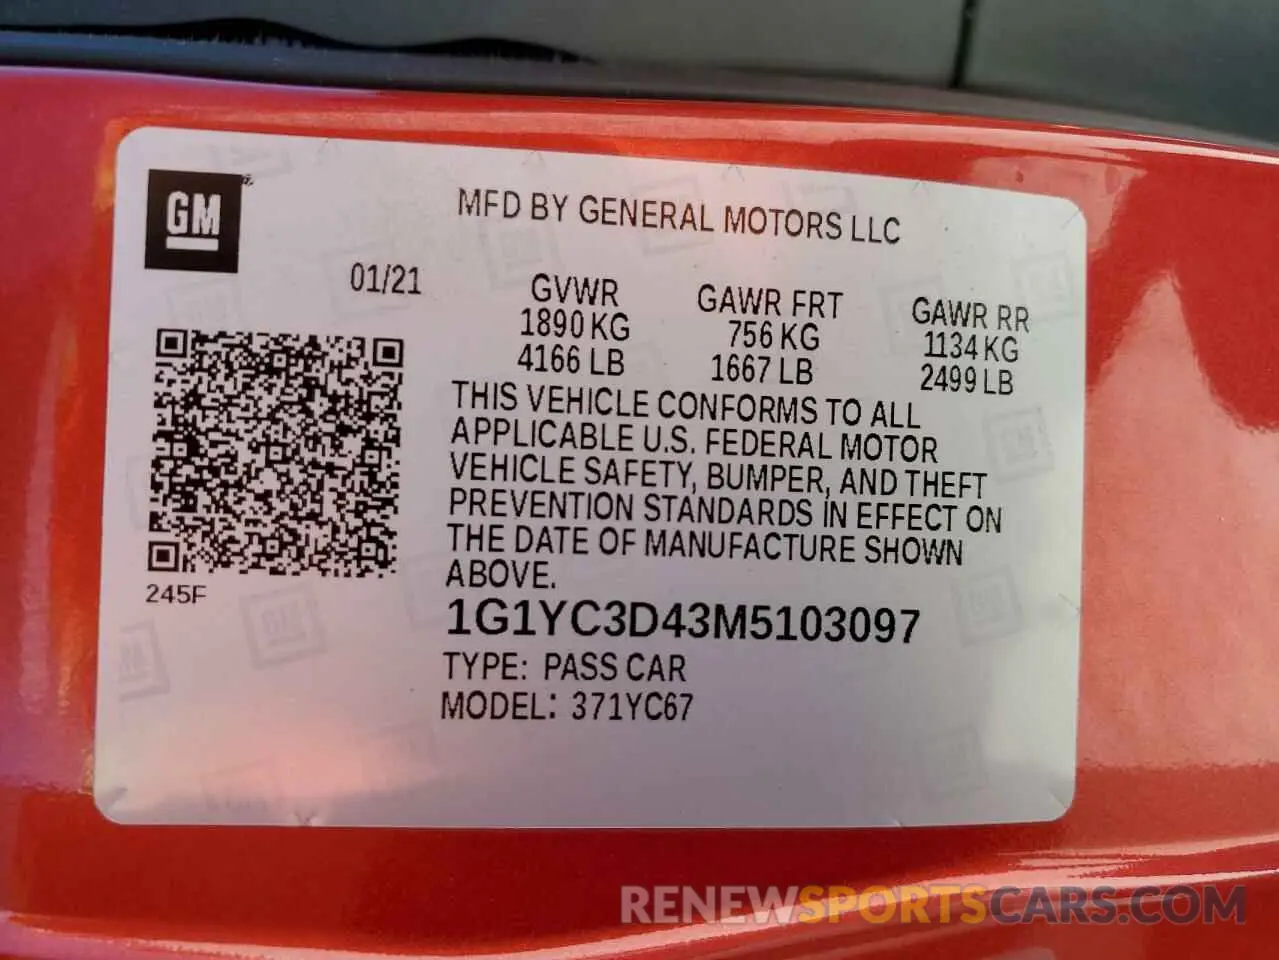 GM
MFD BY GENERAL MOTORS LLC
01/21
GVWR
1890 KG
4166 LB
GAWR FRT
756 KG
1667 LB
GAWR RR
1134 KG
2499 LB
THIS VEHICLE CONFORMS TO ALL
APPLICABLE U.S. FEDERAL MOTOR
VEHICLE SAFETY, BUMPER, AND THEFT
PREVENTION STANDARDS IN EFFECT ON
THE DATE OF MANUFACTURE SHOWN
ABOVE.
245F
1G1YC3D43M5103097
TYPE: PASS CAR
MODEL: 371YC67
RENEWSPORTSCARS.COM